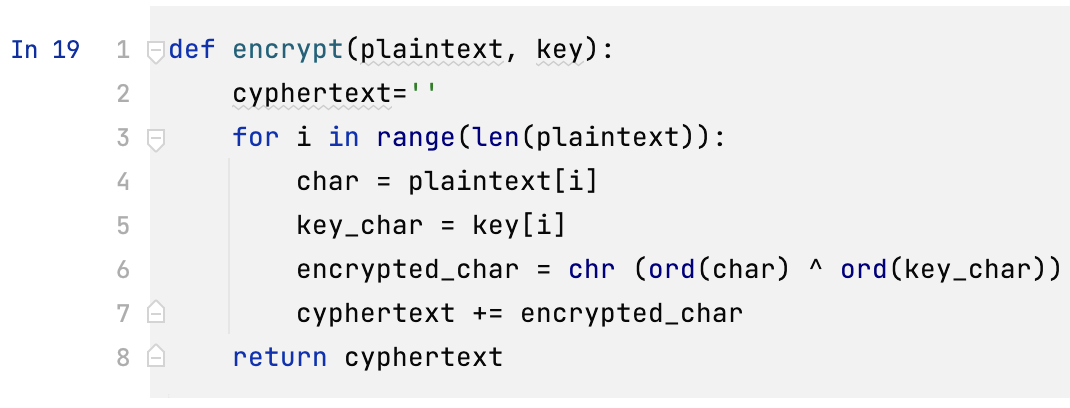 In 19 1 def encrypt(plaintext, key):
2     cyphertext=''
3     for i in range(len(plaintext)):
4         char = plaintext[i]
5         key_char = key[i]
6         encrypted_char = chr (ord(char) ^ ord(key_char))
7         cyphertext += encrypted_char
8     return cyphertext